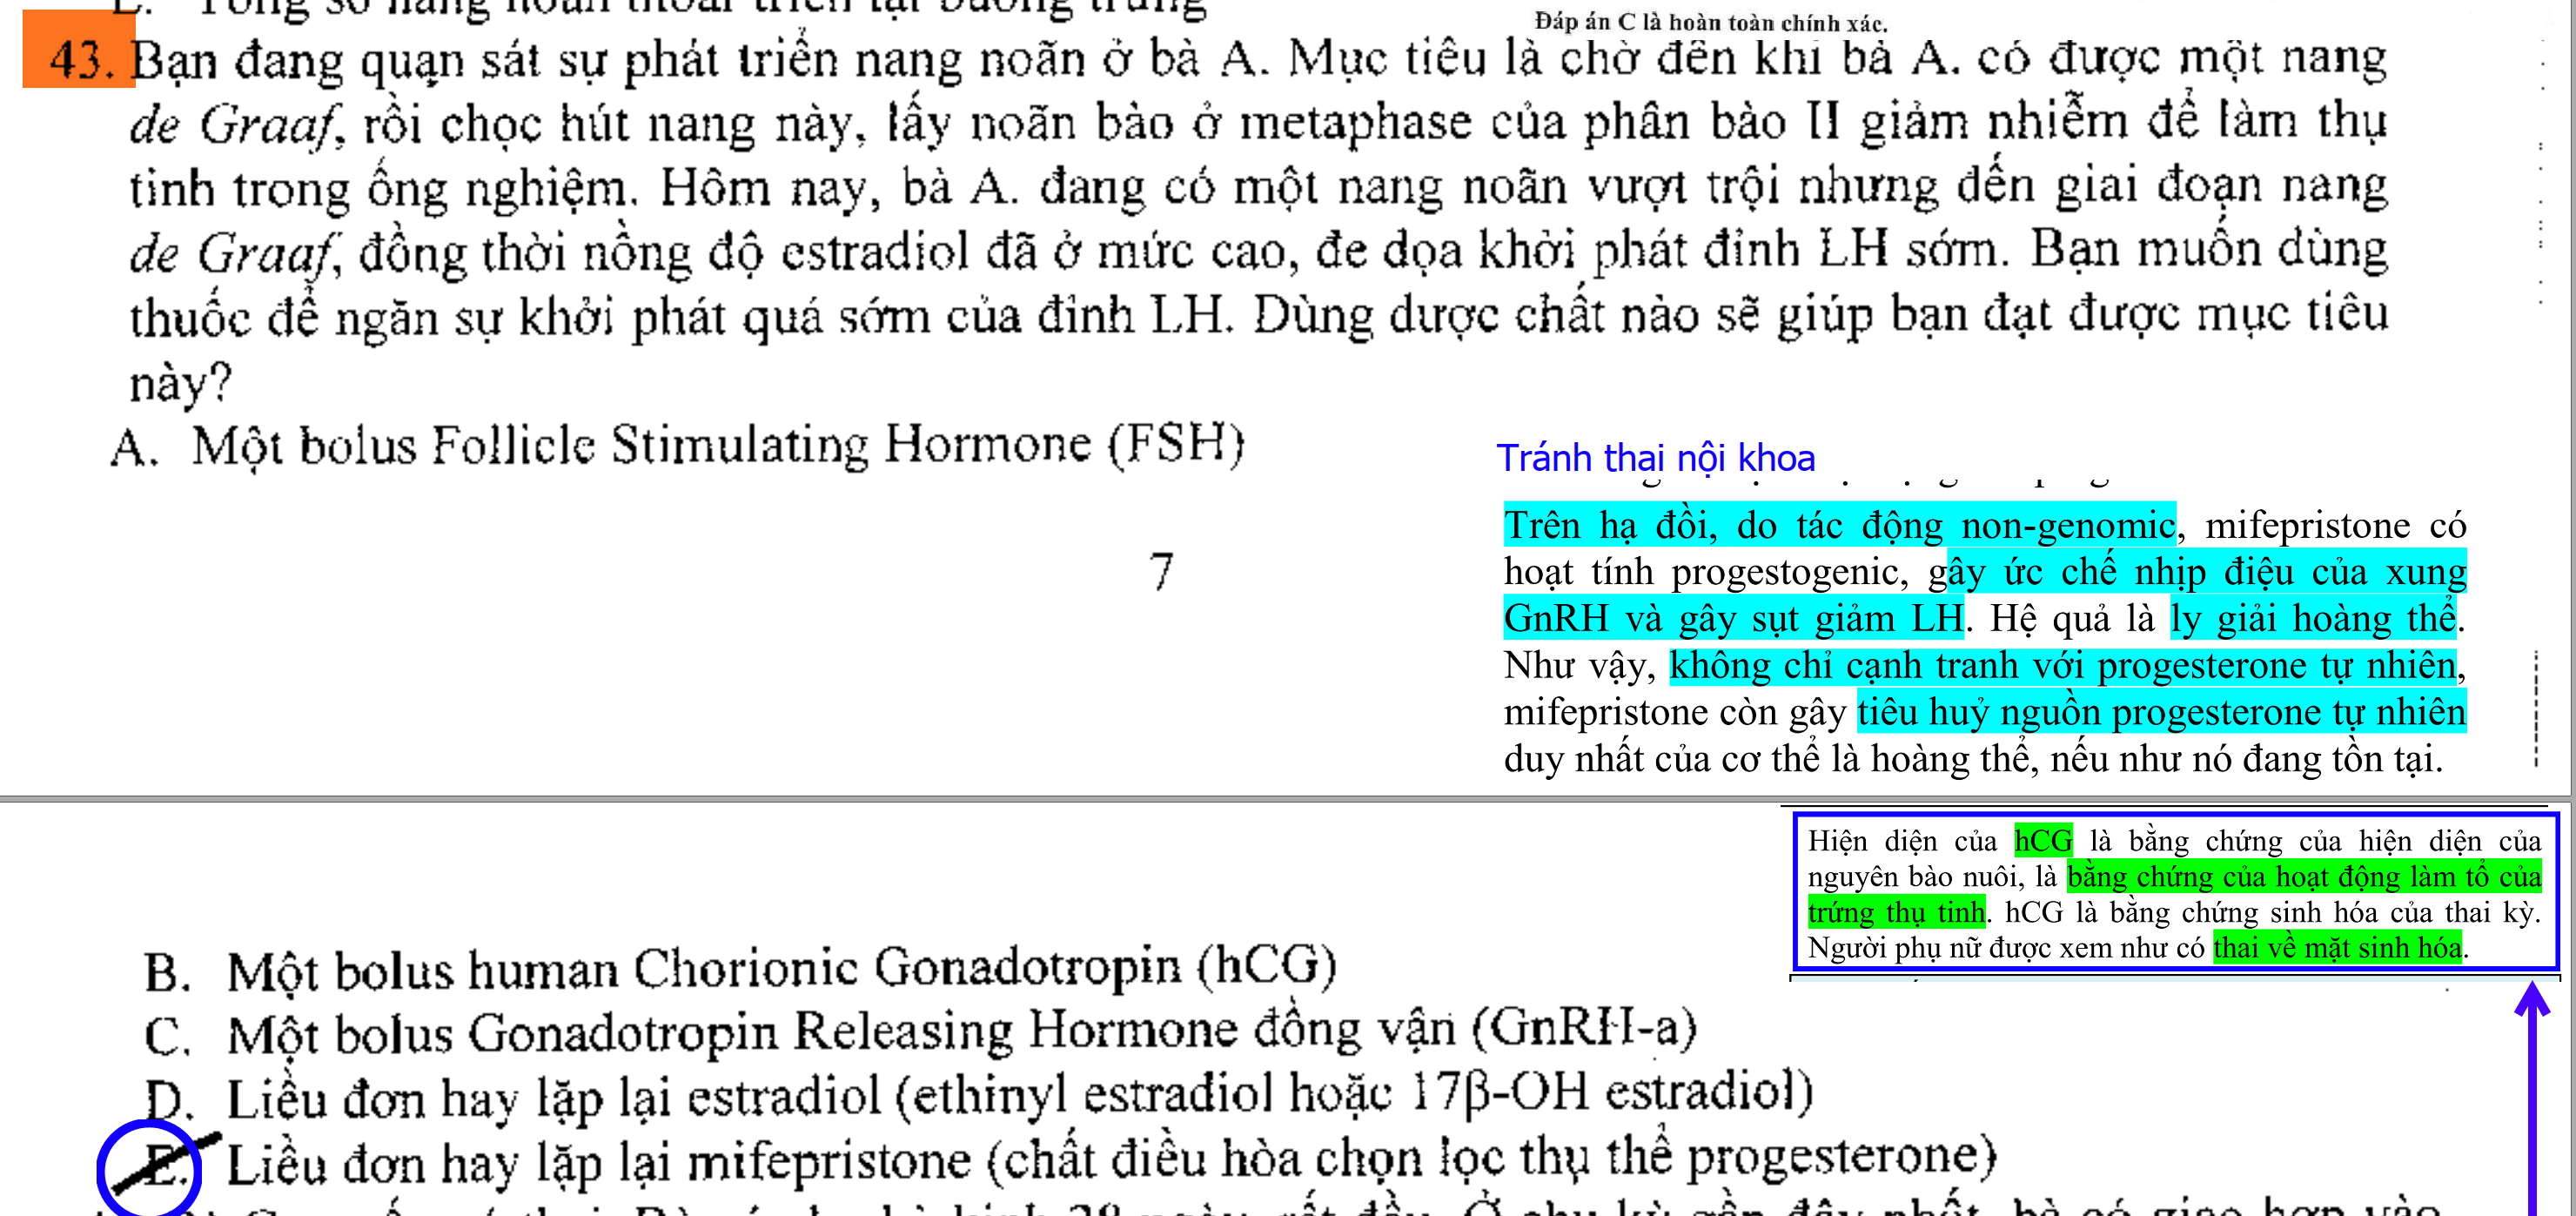 Đáp án C là hoàn toàn chính xác.
43. Bạn đang quan sát sự phát triển nang noãn ở bà A. Mục tiêu là chờ đến khi bà A. có được một nang
de Graaf, rồi chọc hút nang này, lấy noãn bào ở metaphase của phân bào II giảm nhiễm để làm thụ
tinh trong ống nghiệm. Hôm nay, bà A. đang có một nang noãn vượt trội nhưng đến giai đoạn nang
de Graaf, đồng thời nồng độ estradiol đã ở mức cao, đe dọa khởi phát đỉnh LH sớm. Bạn muốn dùng
thuốc để ngăn sự khởi phát quá sớm của đỉnh LH. Dùng dược chất nào sẽ giúp bạn đạt được mục tiêu
này?
A. Một bolus Follicle Stimulating Hormone (FSH)
7
Tránh thai nội khoa
Trên hạ đồi, do tác động non-genomic, mifepristone có
hoạt tính progestogenic, gây ức chế nhịp điệu của xung
GnRH và gây sụt giảm LH. Hệ quả là ly giải hoàng thể.
Như vậy, không chỉ cạnh tranh với progesterone tự nhiên,
mifepristone còn gây tiêu huỷ nguồn progesterone tự nhiên
duy nhất của cơ thể là hoàng thể, nếu như nó đang tồn tại.
Hiện diện của hCG là bằng chứng của hiện diện của
nguyên bào nuôi, là bằng chứng của hoạt động làm tổ của
trứng thụ tinh. hCG là bằng chứng sinh hóa của thai kỳ.
Người phụ nữ được xem như có thai về mặt sinh hóa.
B. Một bolus human Chorionic Gonadotropin (hCG)
C. Một bolus Gonadotropin Releasing Hormone đồng vận (GnRH-a)
D. Liều đơn hay lặp lại estradiol (ethinyl estradiol hoặc 17β-OH estradiol)
E. Liều đơn hay lặp lại mifepristone (chất điều hòa chọn lọc thụ thể progesterone)